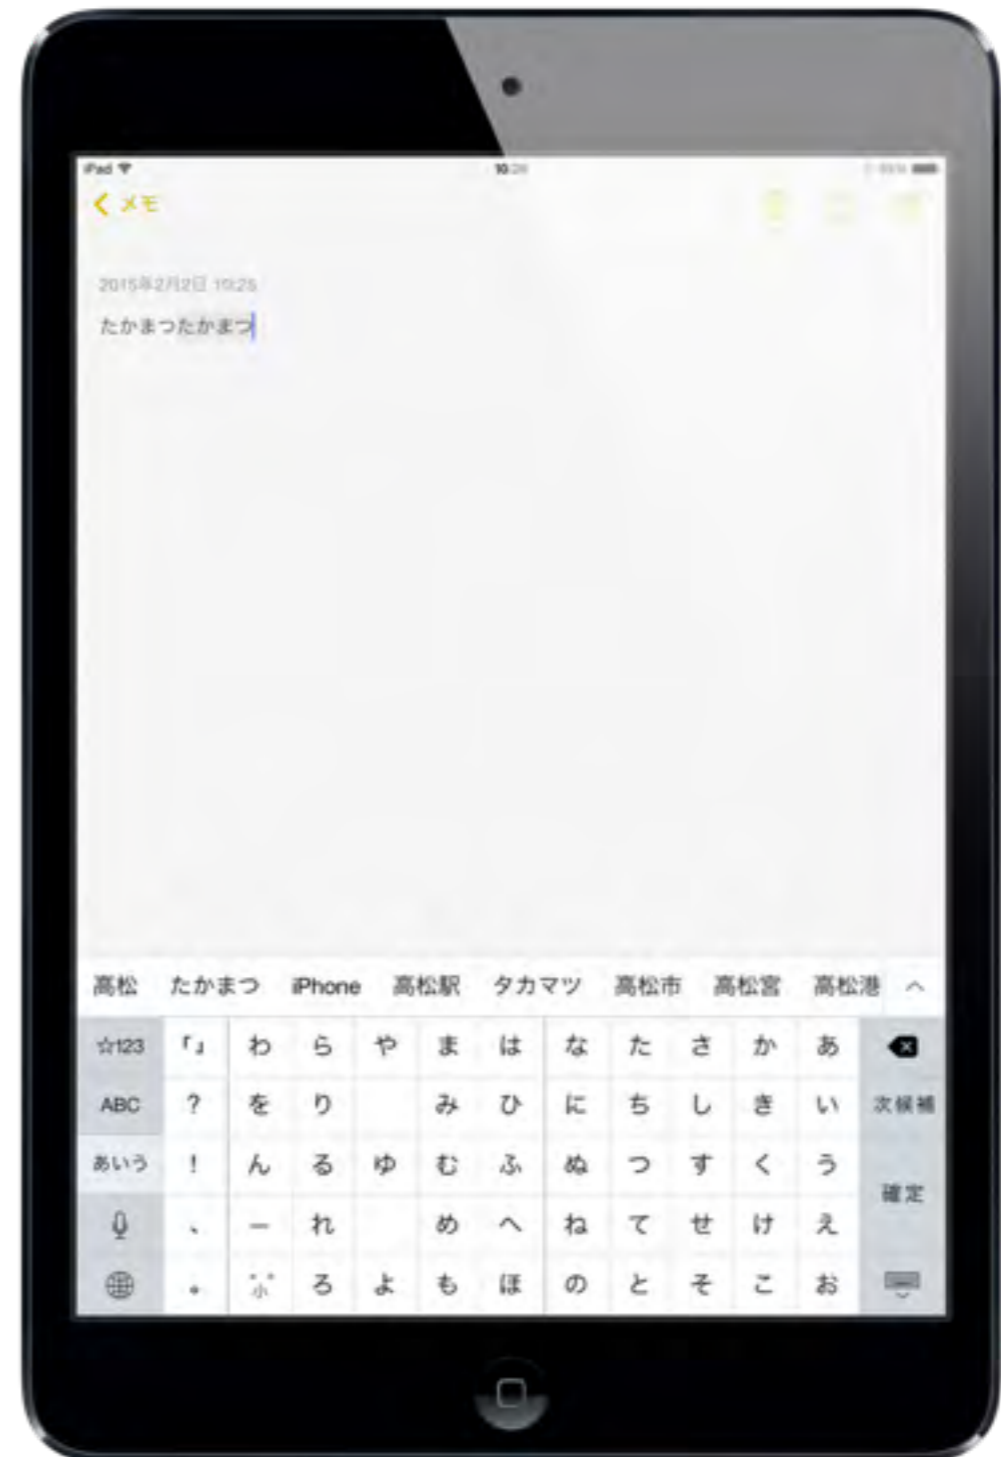 iPad
メモ
2015年2月2日 10:25
たかまつたかまつ
高松 たかまつ iPhone 高松駅 タカマツ 高松市 高松宮 高松港
☆123 「」 わ ら や ま は な た さ か あ
ABC ? を り み ひ に ち し き い 次候補
あいう ! ん る ゆ む ふ ぬ つ す く う
確定
、 ー れ め へ ね て せ け え
。 小 ろ よ も ほ の と そ こ お